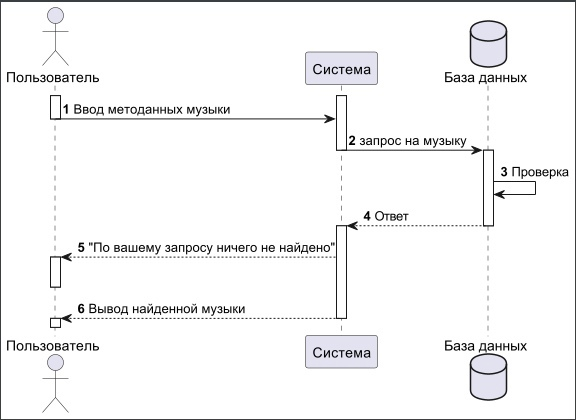 Пользователь
Система
База данных
1 Ввод методанных музыки
2 запрос на музыку
3 Проверка
4 Ответ
5 "По вашему запросу ничего не найдено"
6 Вывод найденной музыки
Пользователь
Система
База данных